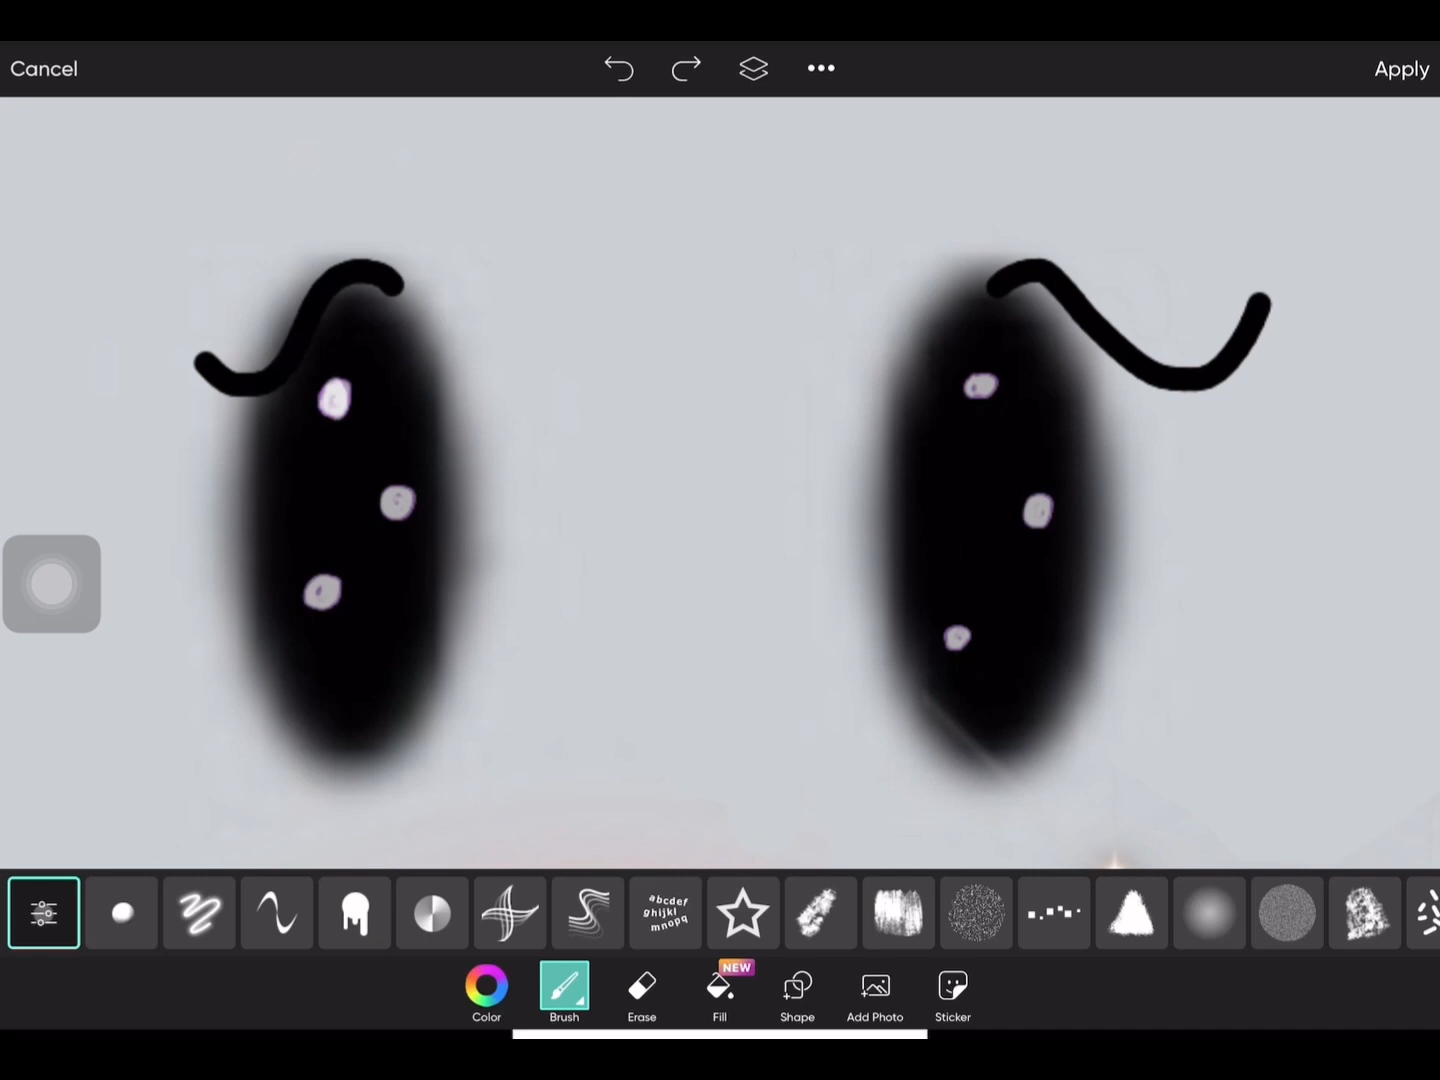 Cancel
Apply
abcdef
ghijkl
mnopq
NEW
Color
Brush
Erase
Fill
Shape
Add Photo
Sticker